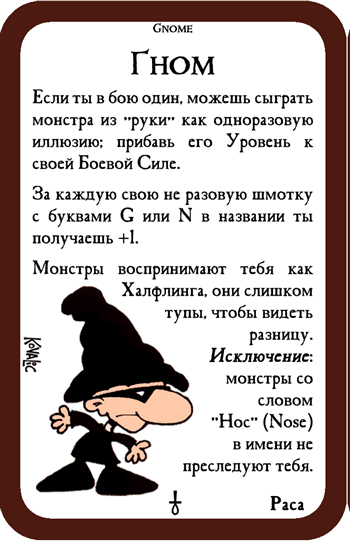 Gnome
Гном
Если ты в бою один, можешь сыграть
монстра из "руки" как одноразовую
иллюзию; прибавь его Уровень к
своей Боевой Силе.
За каждую свою не разовую шмотку
с буквами G или N в названии ты
получаешь +1.
Монстры воспринимают тебя как
Халфлинга, они слишком
тупы, чтобы видеть
разницу.
Исключение:
монстры со
словом
"Нос" (Nose)
в имени не
преследуют тебя.
Kovalic
Раса